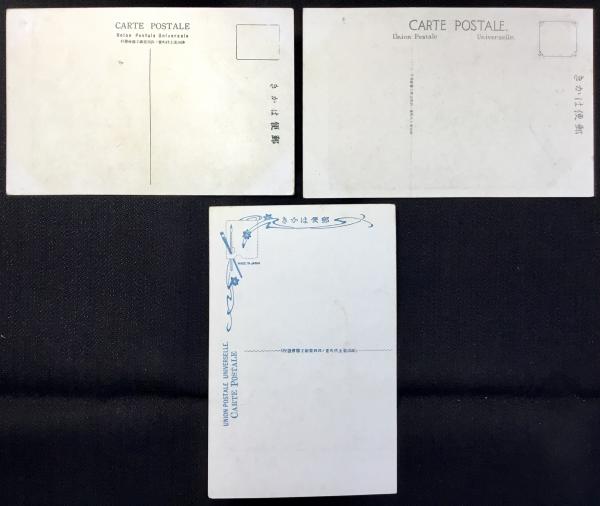 CARTE POSTALE
Union Postale Universelle
きかは便郵
CARTE POSTALE.
Union Postale Universelle.
きかは便郵
きかは便郵
MADE IN JAPAN
UNION POSTALE UNIVERSELLE.
CARTE POSTALE